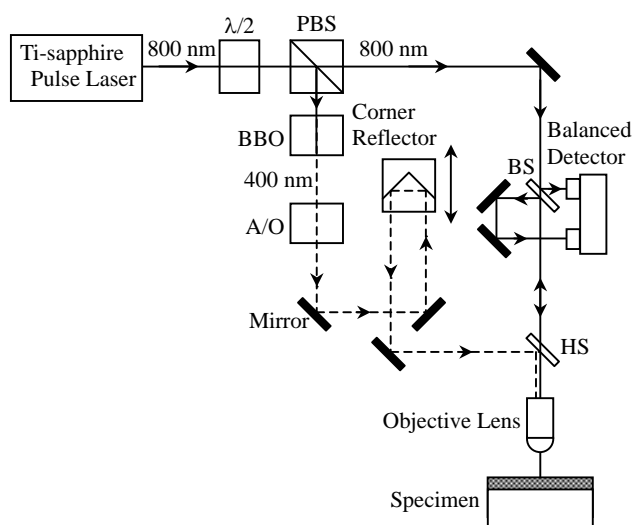 λ/2
PBS
Ti-sapphire
Pulse Laser
800 nm
800 nm
BBO
Corner
Reflector
Balanced
Detector
BS
400 nm
A/O
Mirror
HS
Objective Lens
Specimen